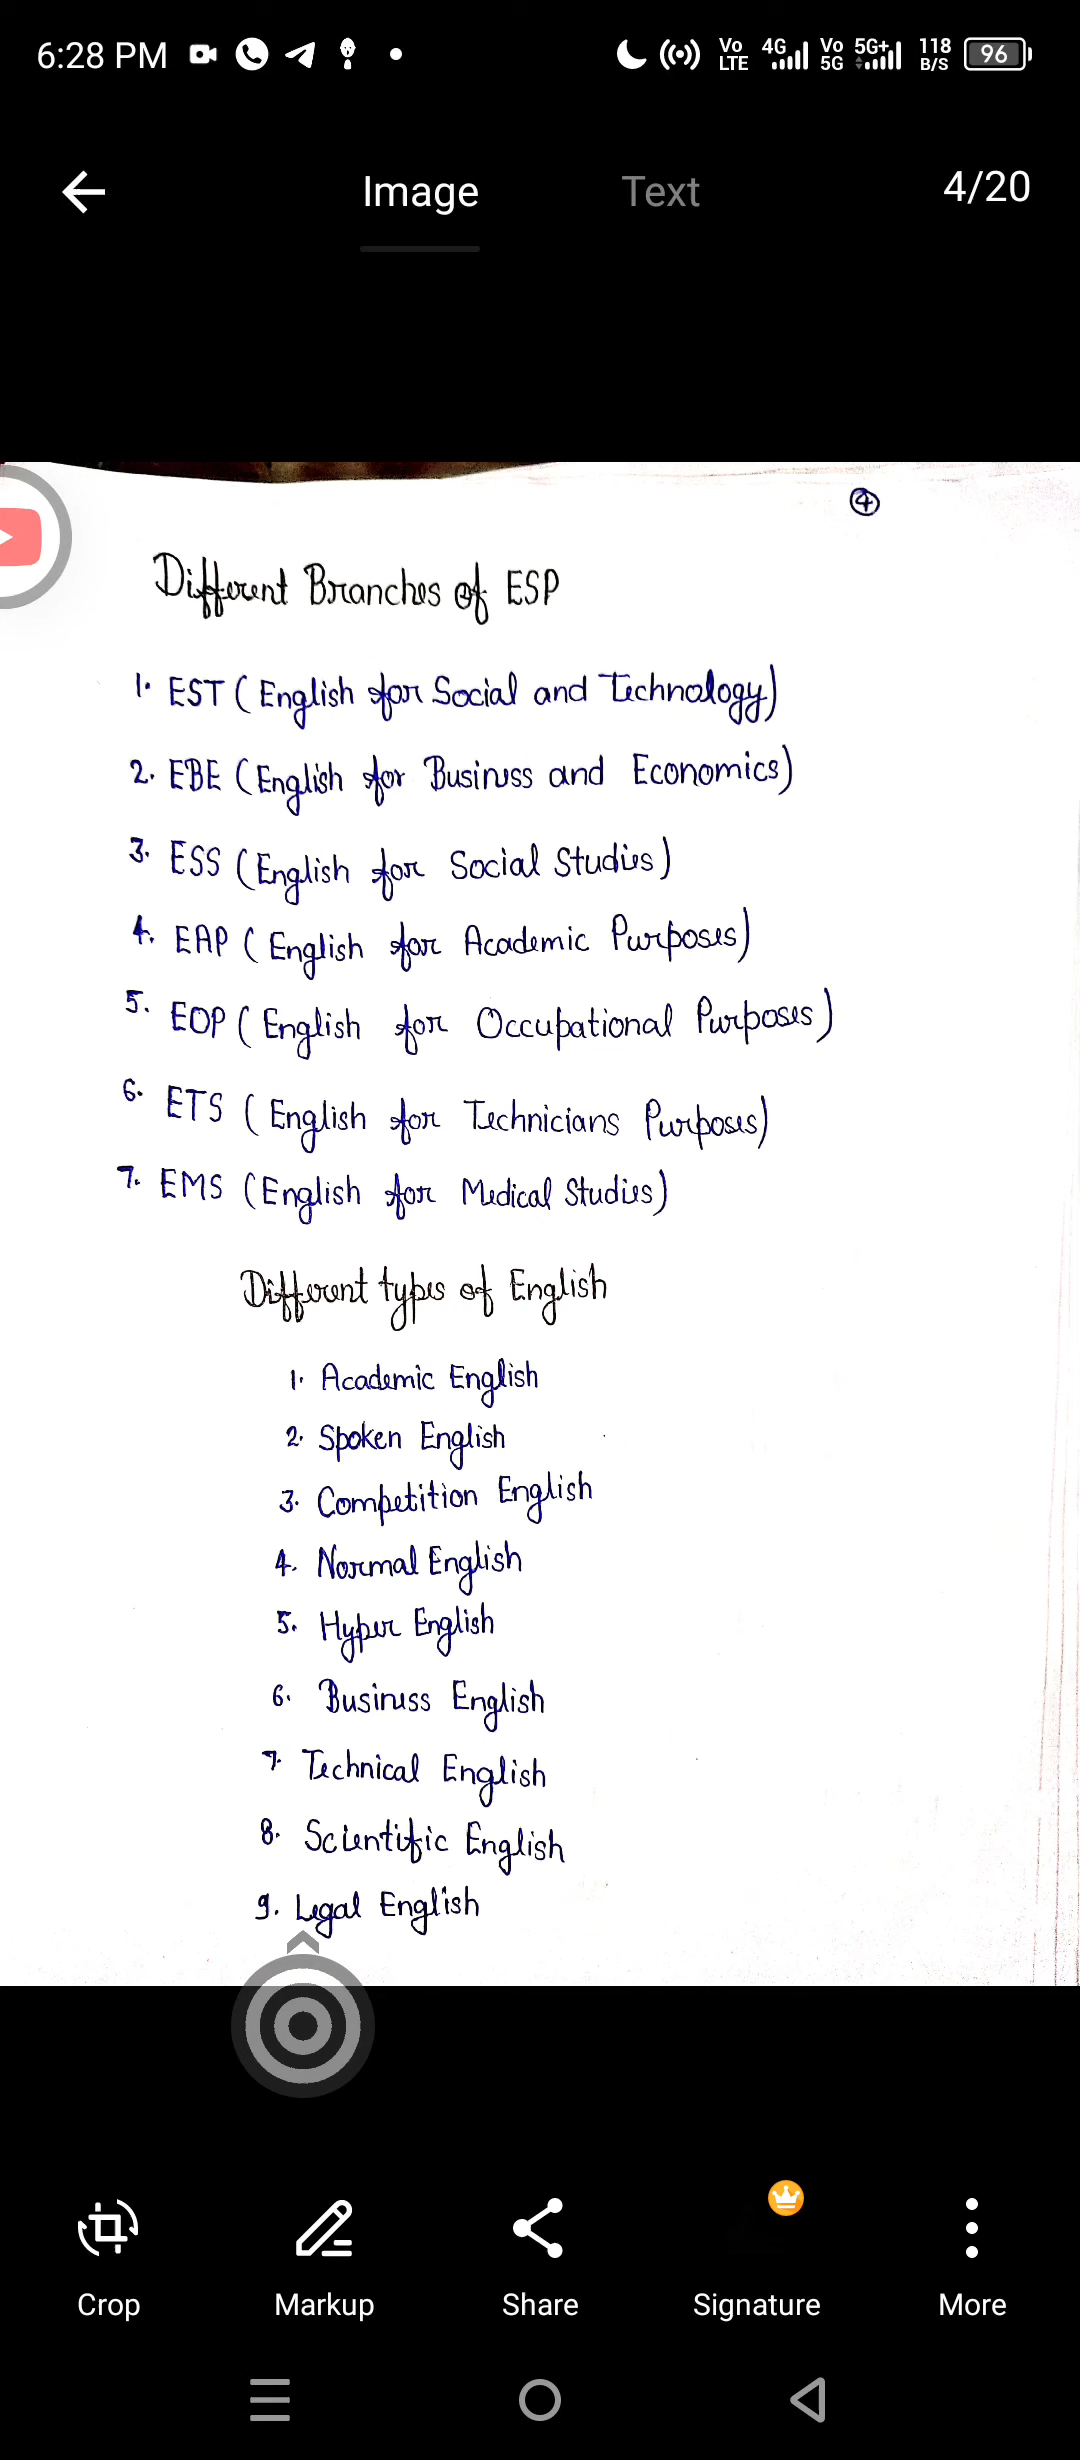 6:28 PM
Vo LTE 4G Vo 5G 5G+ 118 B/S 96
Image Text 4/20
4
Different Branches of ESP
1. EST (English for Social and Technology)
2. EBE (English for Business and Economics)
3. ESS (English for Social Studies)
4. EAP (English for Academic Purposes)
5. EOP (English for Occupational Purposes)
6. ETS (English for Technicians Purposes)
7. EMS (English for Medical Studies)
Different types of English
1. Academic English
2. Spoken English
3. Competition English
4. Normal English
5. Hyper English
6. Business English
7. Technical English
8. Scientific English
9. Legal English
Crop Markup Share Signature More